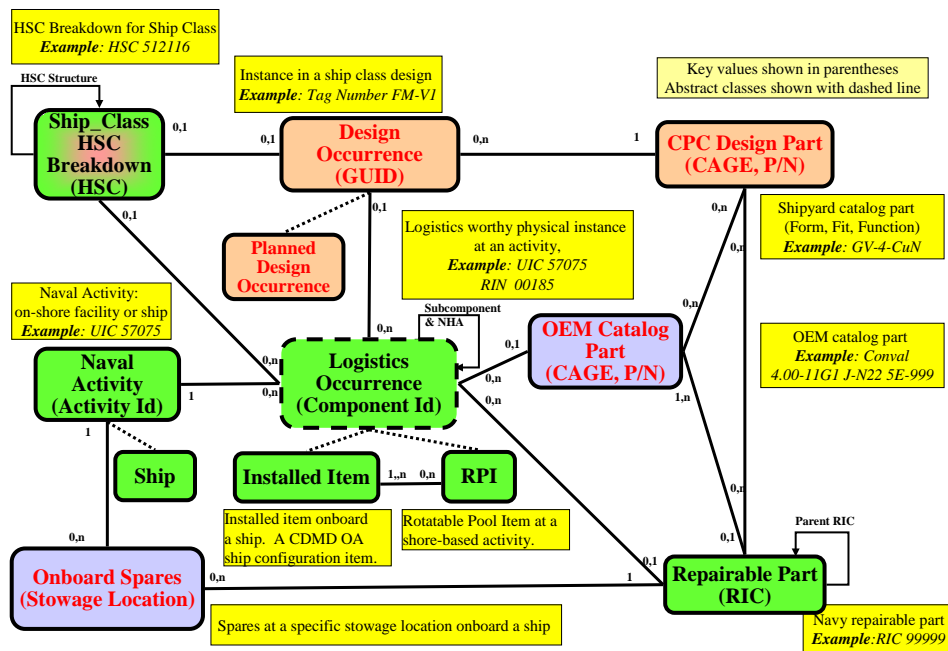 HSC Breakdown for Ship Class
Example: HSC 512116
HSC Structure
Instance in a ship class design
Example: Tag Number FM-V1
Key values shown in parentheses
Abstract classes shown with dashed line
Ship_Class
HSC
Breakdown
(HSC)
0,1
0,1
Design
Occurrence
(GUID)
0,n
1
CPC Design Part
(CAGE, P/N)
0,1
0,1
0,n
0,n
Planned
Design
Occurrence
Logistics worthy physical instance
at an activity,
Example: UIC 57075
RIN 00185
Shipyard catalog part
(Form, Fit, Function)
Example: GV-4-CuN
Naval Activity:
on-shore facility or ship
Example: UIC 57075
0,n
Subcomponent
& NHA
0,n
OEM Catalog
Part
(CAGE, P/N)
0,1
OEM catalog part
Example: Conval
4.00-11G1 J-N22 5E-999
Naval
Activity
(Activity Id)
1
0,n
0,n
Logistics
Occurrence
(Component Id)
0,n
0,n
1,n
1
Ship
Installed Item
1,,n
0,n
RPI
0,n
Installed item onboard
a ship. A CDMD OA
ship configuration item.
Rotatable Pool Item at a
shore-based activity.
Parent RIC
0,n
0,1
0,1
Onboard Spares
(Stowage Location)
0,n
1
Repairable Part
(RIC)
Spares at a specific stowage location onboard a ship
Navy repairable part
Example:RIC 99999